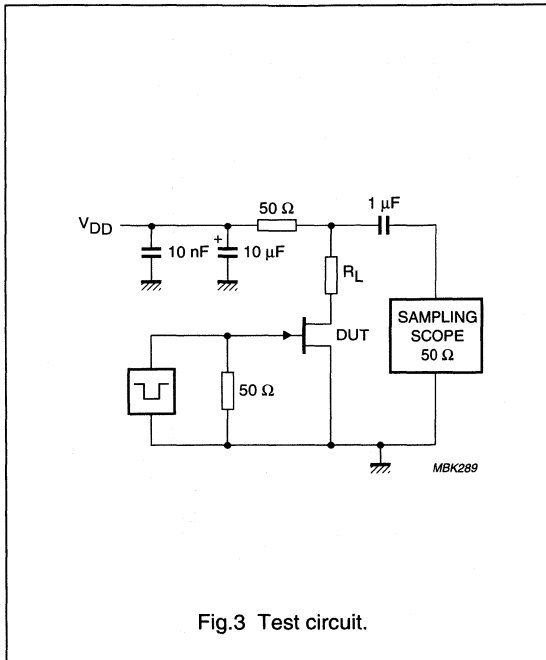 50 Ω
1 μF
VDD
10 nF
+
10 μF
RL
DUT
SAMPLING
SCOPE
50 Ω
50 Ω
MBK289
Fig.3 Test circuit.